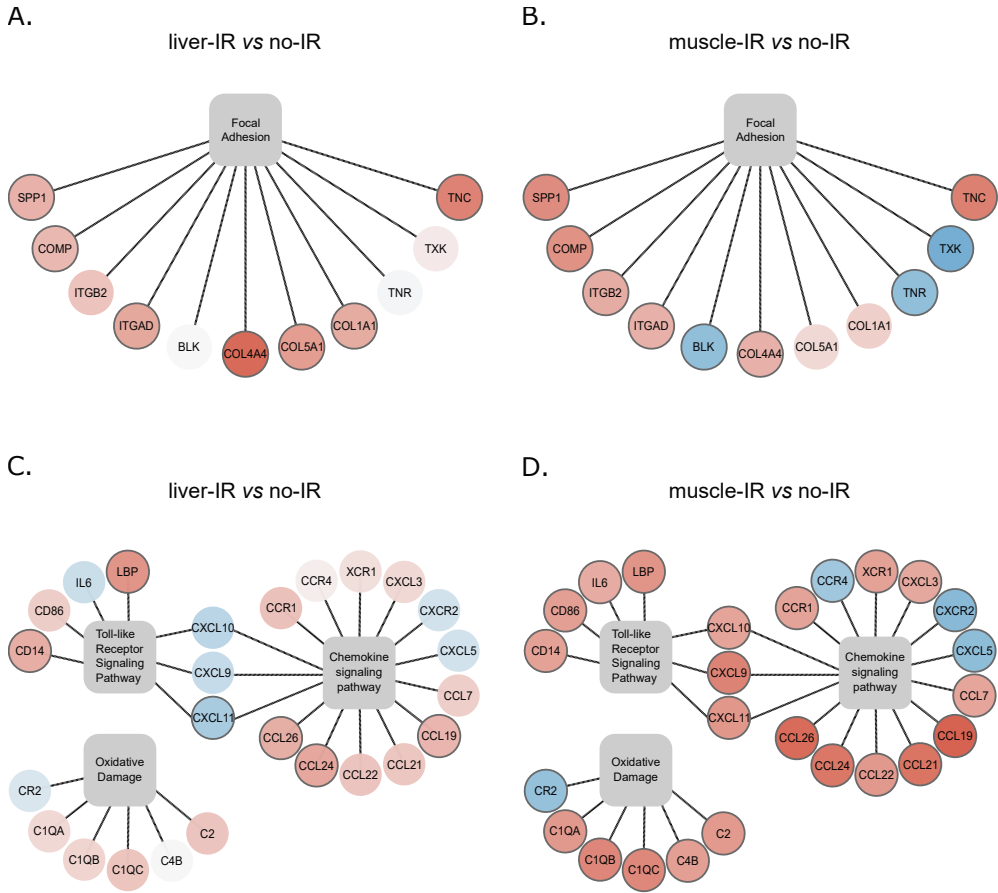 A.
liver-IR vs no-IR
Focal
Adhesion
SPP1
COMP
ITGB2
ITGAD
BLK
COL4A4
COL5A1
COL1A1
TNR
TXK
TNC
B.
muscle-IR vs no-IR
Focal
Adhesion
SPP1
COMP
ITGB2
ITGAD
BLK
COL4A4
COL5A1
COL1A1
TNR
TXK
TNC
C.
liver-IR vs no-IR
LBP
IL6
CD86
CD14
Toll-like
Receptor
Signaling
Pathway
CXCL10
CXCL9
CXCL11
CCR1
CCR4
XCR1
CXCL3
CXCR2
CXCL5
CCL7
CCL19
CCL21
CCL22
CCL24
CCL26
Chemokine
signaling
pathway
Oxidative
Damage
CR2
C1QA
C1QB
C1QC
C4B
C2
D.
muscle-IR vs no-IR
LBP
IL6
CD86
CD14
Toll-like
Receptor
Signaling
Pathway
CXCL10
CXCL9
CXCL11
CCR1
CCR4
XCR1
CXCL3
CXCR2
CXCL5
CCL7
CCL19
CCL21
CCL22
CCL24
CCL26
Chemokine
signaling
pathway
Oxidative
Damage
CR2
C1QA
C1QB
C1QC
C4B
C2